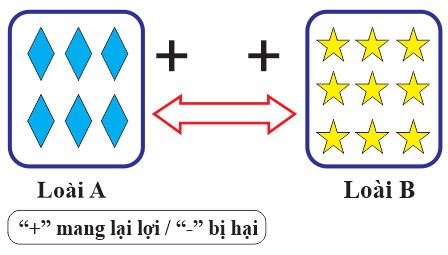 + +
Loài A
Loài B
“+” mang lại lợi / “-” bị hại